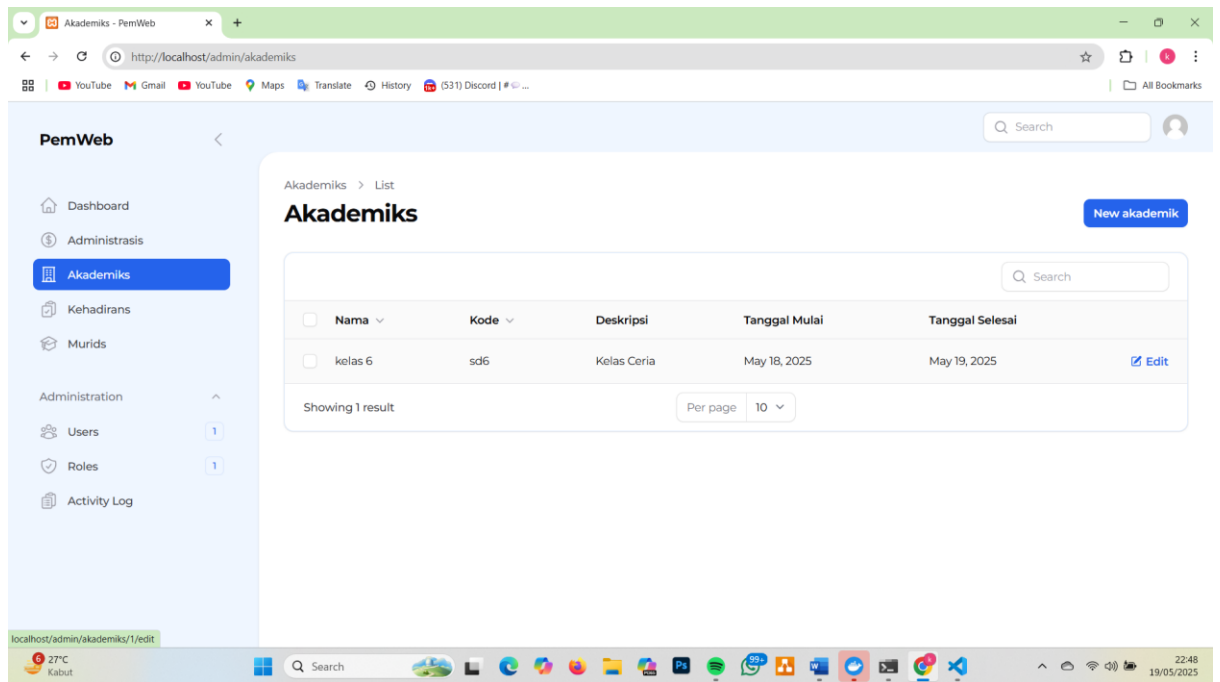 Akademiks - PemWeb
http://localhost/admin/akademiks
YouTube Gmail YouTube Maps Translate History (531) Discord | # ... All Bookmarks
PemWeb
Search
Dashboard
Administrasis
Akademiks
Kehadirans
Murids
Administration
Users 1
Roles 1
Activity Log
Akademiks > List
Akademiks
New akademik
Search
Nama Kode Deskripsi Tanggal Mulai Tanggal Selesai
kelas 6 sd6 Kelas Ceria May 18, 2025 May 19, 2025 Edit
Showing 1 result Per page 10
localhost/admin/akademiks/1/edit
6 27°C
Kabut
Search
Ps
99+
22:48
19/05/2025